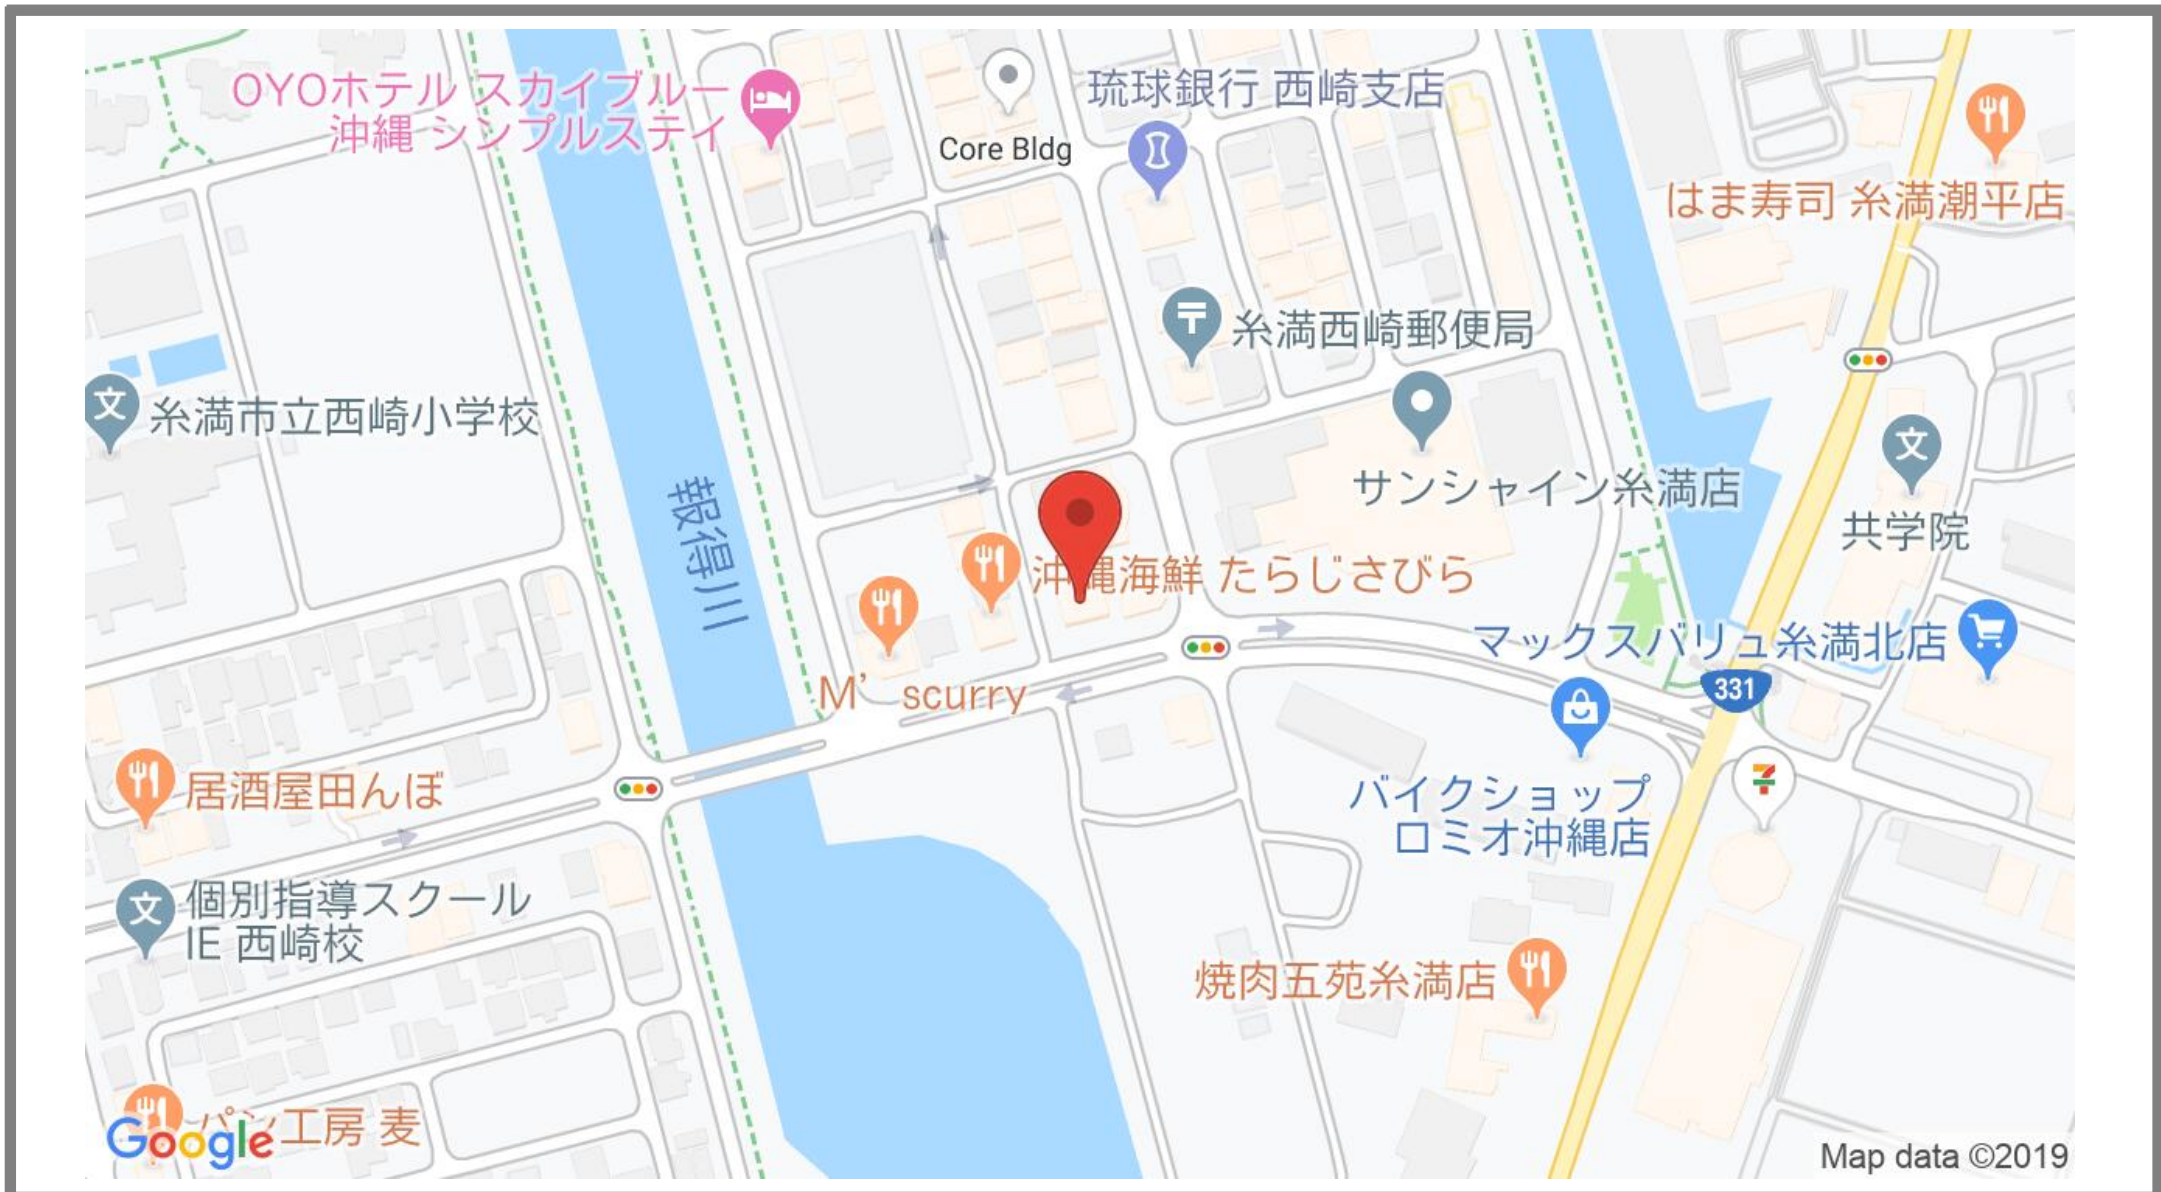 OYOホテル スカイブルー
沖縄 シンプルステイ
Core Bldg
琉球銀行 西崎支店
はま寿司 糸満潮平店
糸満西崎郵便局
文
糸満市立西崎小学校
サンシャイン糸満店
文
共学院
報得川
沖縄海鮮 たらじさびら
マックスバリュ糸満北店
M’scurry
331
バイクショップ
ロミオ沖縄店
居酒屋田んぼ
文
個別指導スクール
IE 西崎校
焼肉五苑糸満店
パン工房 麦
Google
Map data ©2019